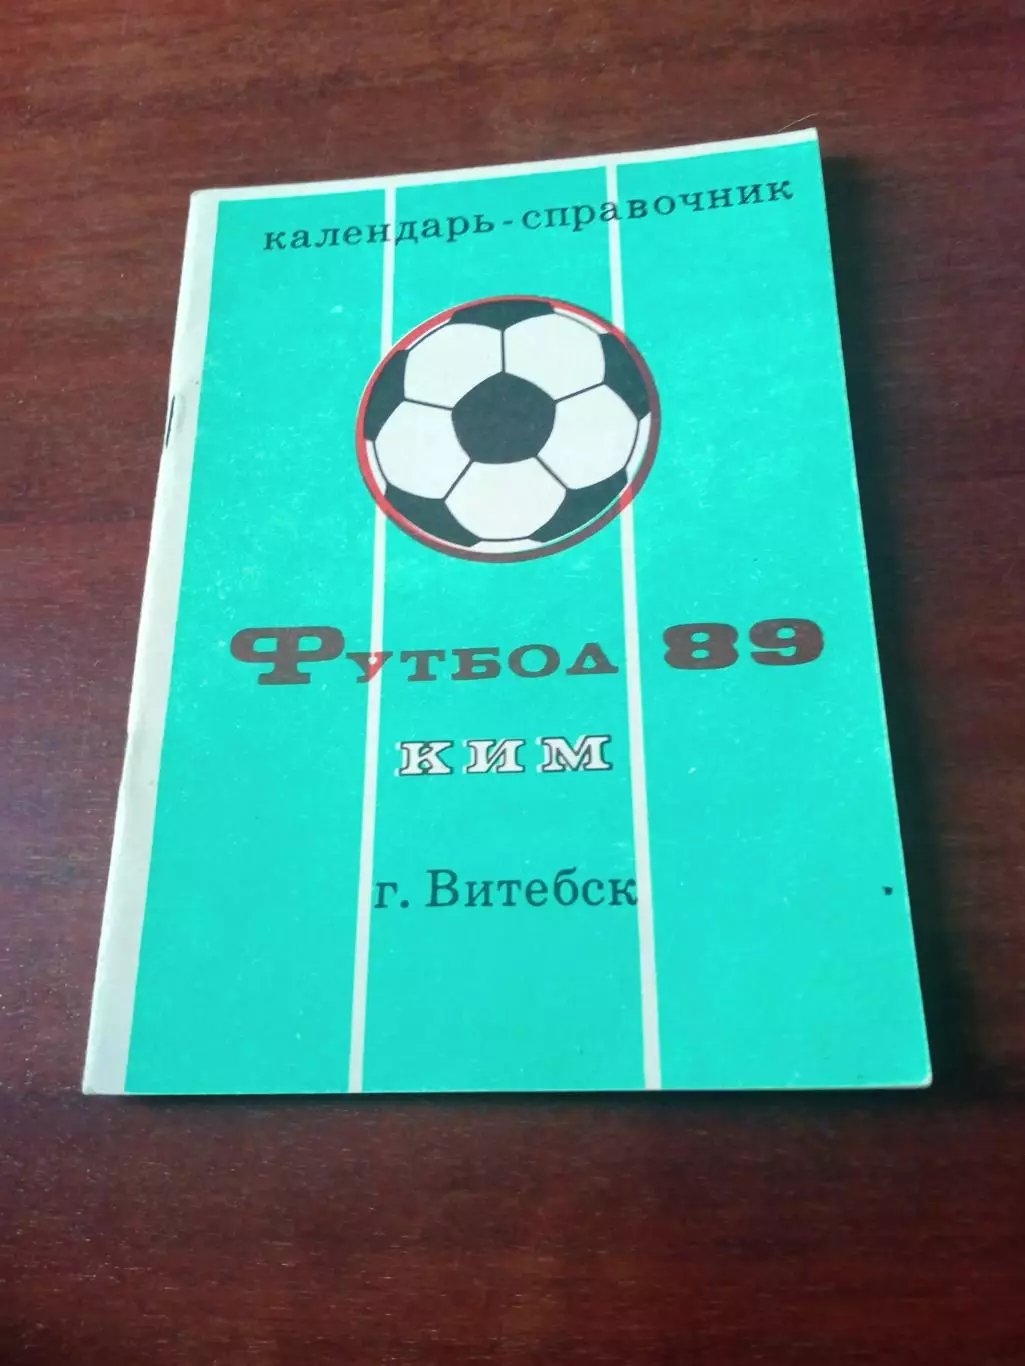 календарь-справочник
Футбол 89
КИМ
г. Витебск